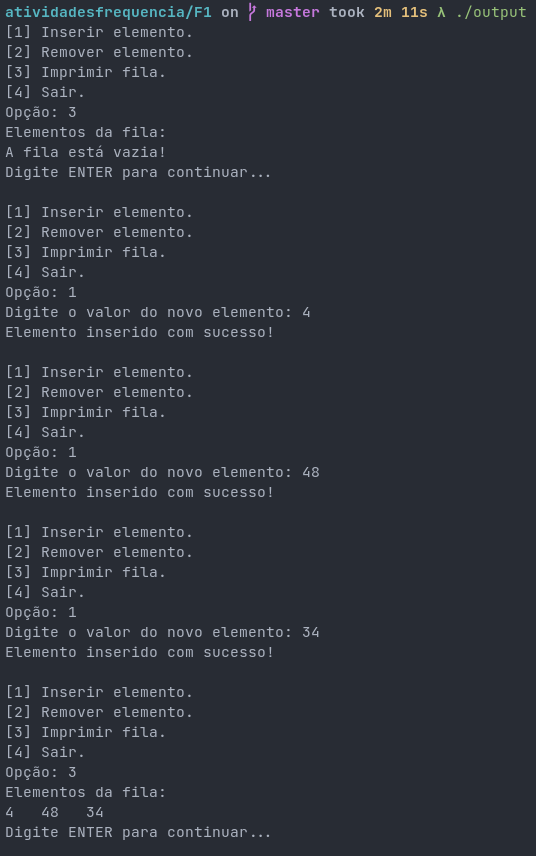 atividadesfrequencia/F1 on master took 2m 11s λ ./output
[1] Inserir elemento.
[2] Remover elemento.
[3] Imprimir fila.
[4] Sair.
Opção: 3
Elementos da fila:
A fila está vazia!
Digite ENTER para continuar...

[1] Inserir elemento.
[2] Remover elemento.
[3] Imprimir fila.
[4] Sair.
Opção: 1
Digite o valor do novo elemento: 4
Elemento inserido com sucesso!

[1] Inserir elemento.
[2] Remover elemento.
[3] Imprimir fila.
[4] Sair.
Opção: 1
Digite o valor do novo elemento: 48
Elemento inserido com sucesso!

[1] Inserir elemento.
[2] Remover elemento.
[3] Imprimir fila.
[4] Sair.
Opção: 1
Digite o valor do novo elemento: 34
Elemento inserido com sucesso!

[1] Inserir elemento.
[2] Remover elemento.
[3] Imprimir fila.
[4] Sair.
Opção: 3
Elementos da fila:
4   48   34
Digite ENTER para continuar...